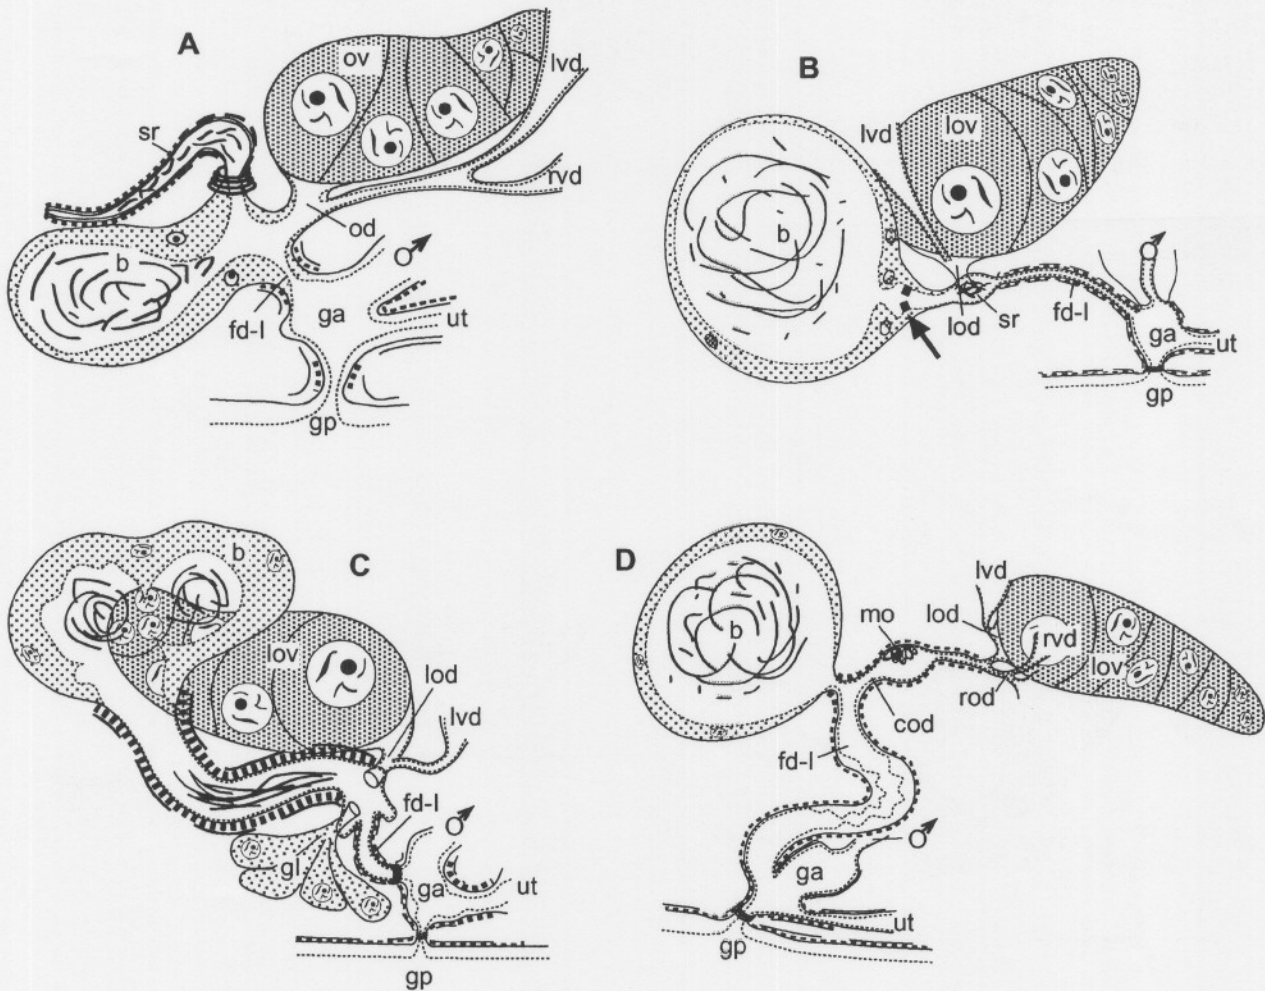 A
ov
lvd
sr
rvd
od
b
fd-l
ga
ut
gp
B
lvd
lov
b
lod
sr
fd-l
ga
ut
gp
C
b
lov
lod
lvd
fd-l
gl
ga
ut
gp
D
lvd
mo
lod
rvd
b
lov
rod
cod
fd-l
ga
ut
gp